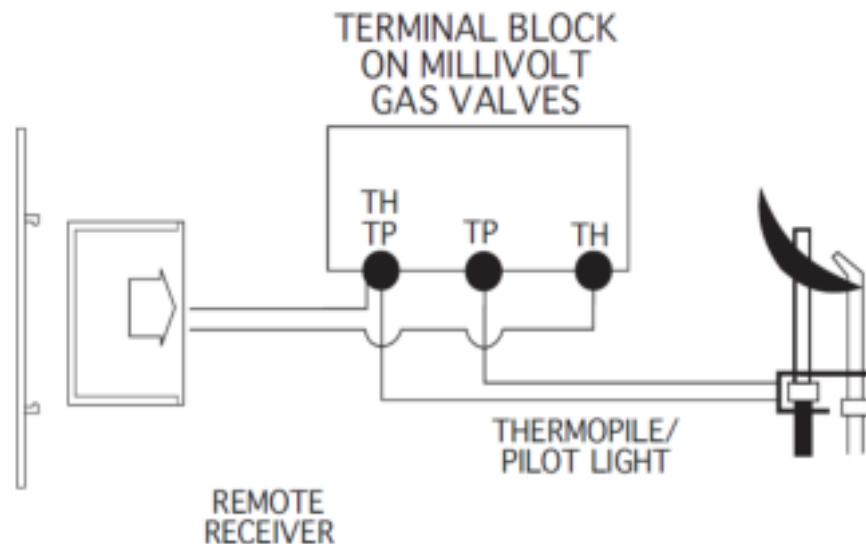 TERMINAL BLOCK
ON MILLIVOLT
GAS VALVES
TH
TP
TP
TH
THERMOPILE/
PILOT LIGHT
REMOTE
RECEIVER